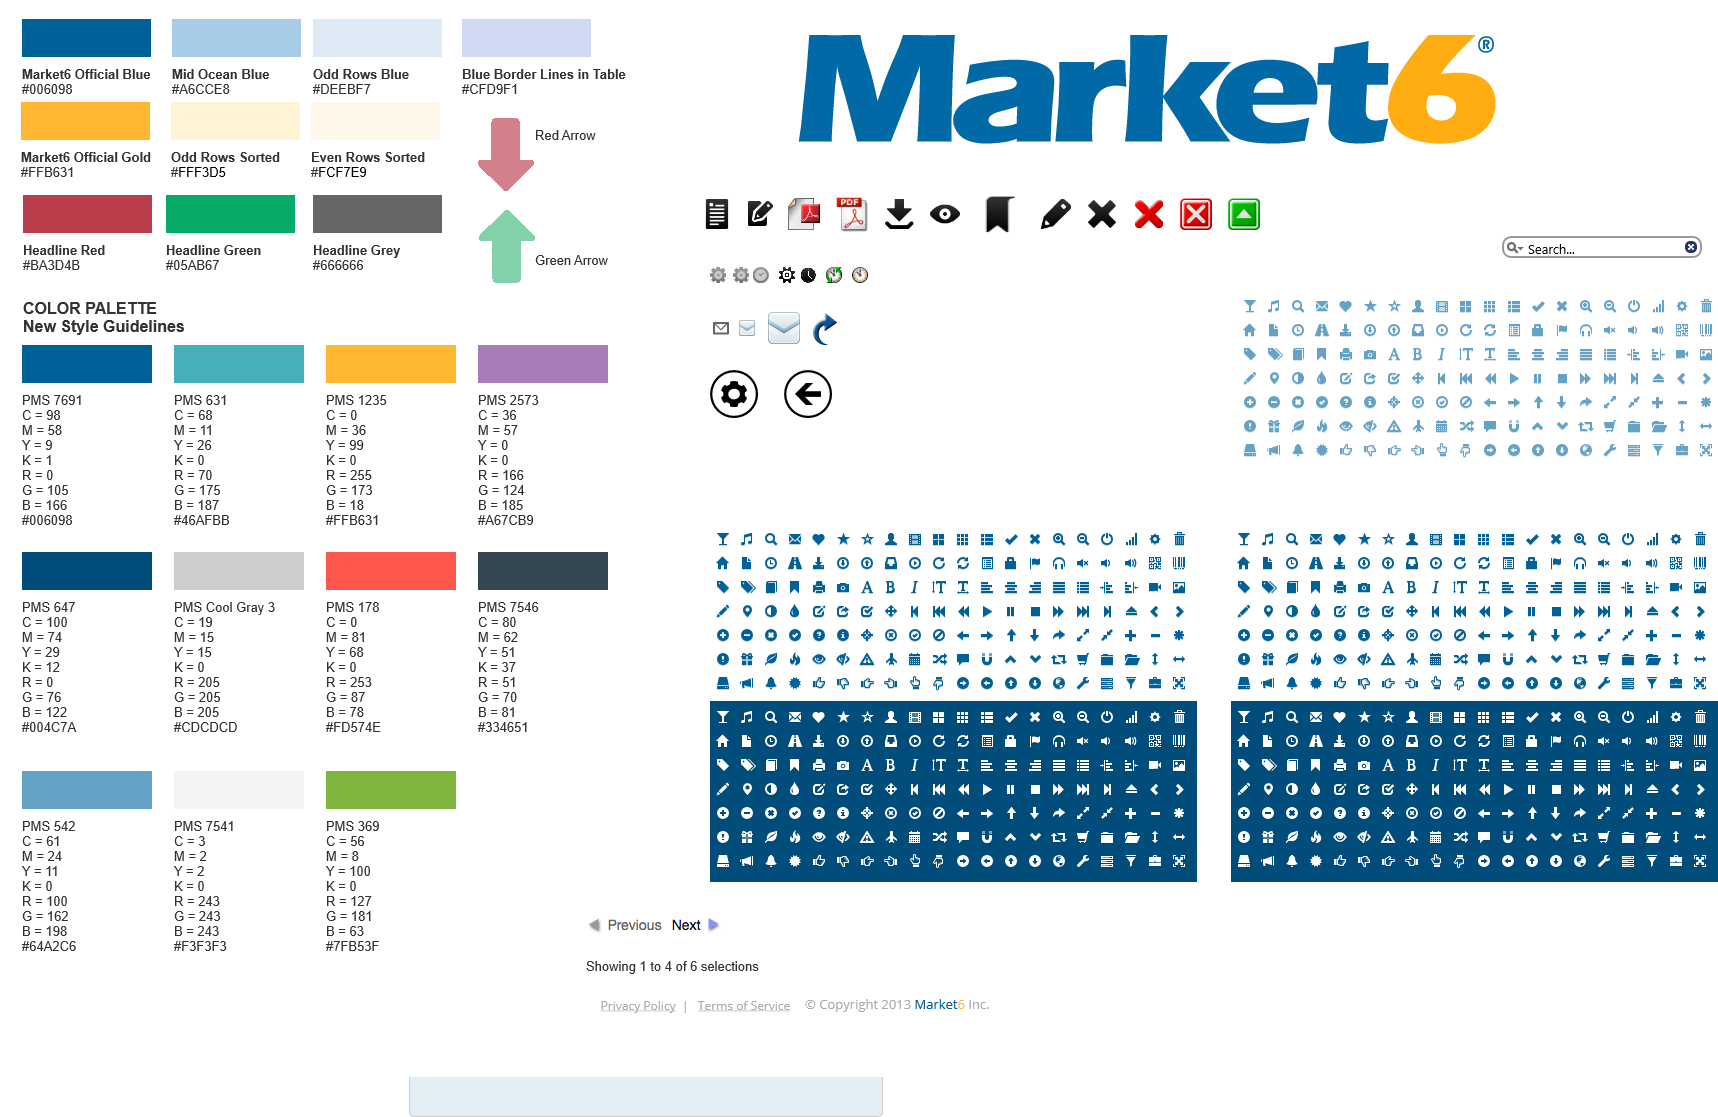 Market6 Official Blue
#006098
Mid Ocean Blue
#A6CCE8
Odd Rows Blue
#DEEBF7
Blue Border Lines in Table
#CFD9F1
Market6 Official Gold
#FFB631
Odd Rows Sorted
#FFF3D5
Even Rows Sorted
#FCF7E9
Red Arrow
Headline Red
#BA3D4B
Headline Green
#05AB67
Headline Grey
#666666
Green Arrow
Market6®
PDF
Search...
COLOR PALETTE
New Style Guidelines
PMS 7691
C = 98
M = 58
Y = 9
K = 1
R = 0
G = 105
B = 166
#006098
PMS 631
C = 68
M = 11
Y = 26
K = 0
R = 70
G = 175
B = 187
#46AFBB
PMS 1235
C = 0
M = 36
Y = 99
K = 0
R = 255
G = 173
B = 18
#FFB631
PMS 2573
C = 36
M = 57
Y = 0
K = 0
R = 166
G = 124
B = 185
#A67CB9
PMS 647
C = 100
M = 74
Y = 29
K = 12
R = 0
G = 76
B = 122
#004C7A
PMS Cool Gray 3
C = 19
M = 15
Y = 15
K = 0
R = 205
G = 205
B = 205
#CDCDCD
PMS 178
C = 0
M = 81
Y = 68
K = 0
R = 253
G = 87
B = 78
#FD574E
PMS 7546
C = 80
M = 62
Y = 51
K = 37
R = 51
G = 70
B = 81
#334651
PMS 542
C = 61
M = 24
Y = 11
K = 0
R = 100
G = 162
B = 198
#64A2C6
PMS 7541
C = 3
M = 2
Y = 2
K = 0
R = 243
G = 243
B = 243
#F3F3F3
PMS 369
C = 56
M = 8
Y = 100
K = 0
R = 127
G = 181
B = 63
#7FB53F
Previous Next
Showing 1 to 4 of 6 selections
Privacy Policy | Terms of Service © Copyright 2013 Market6 Inc.